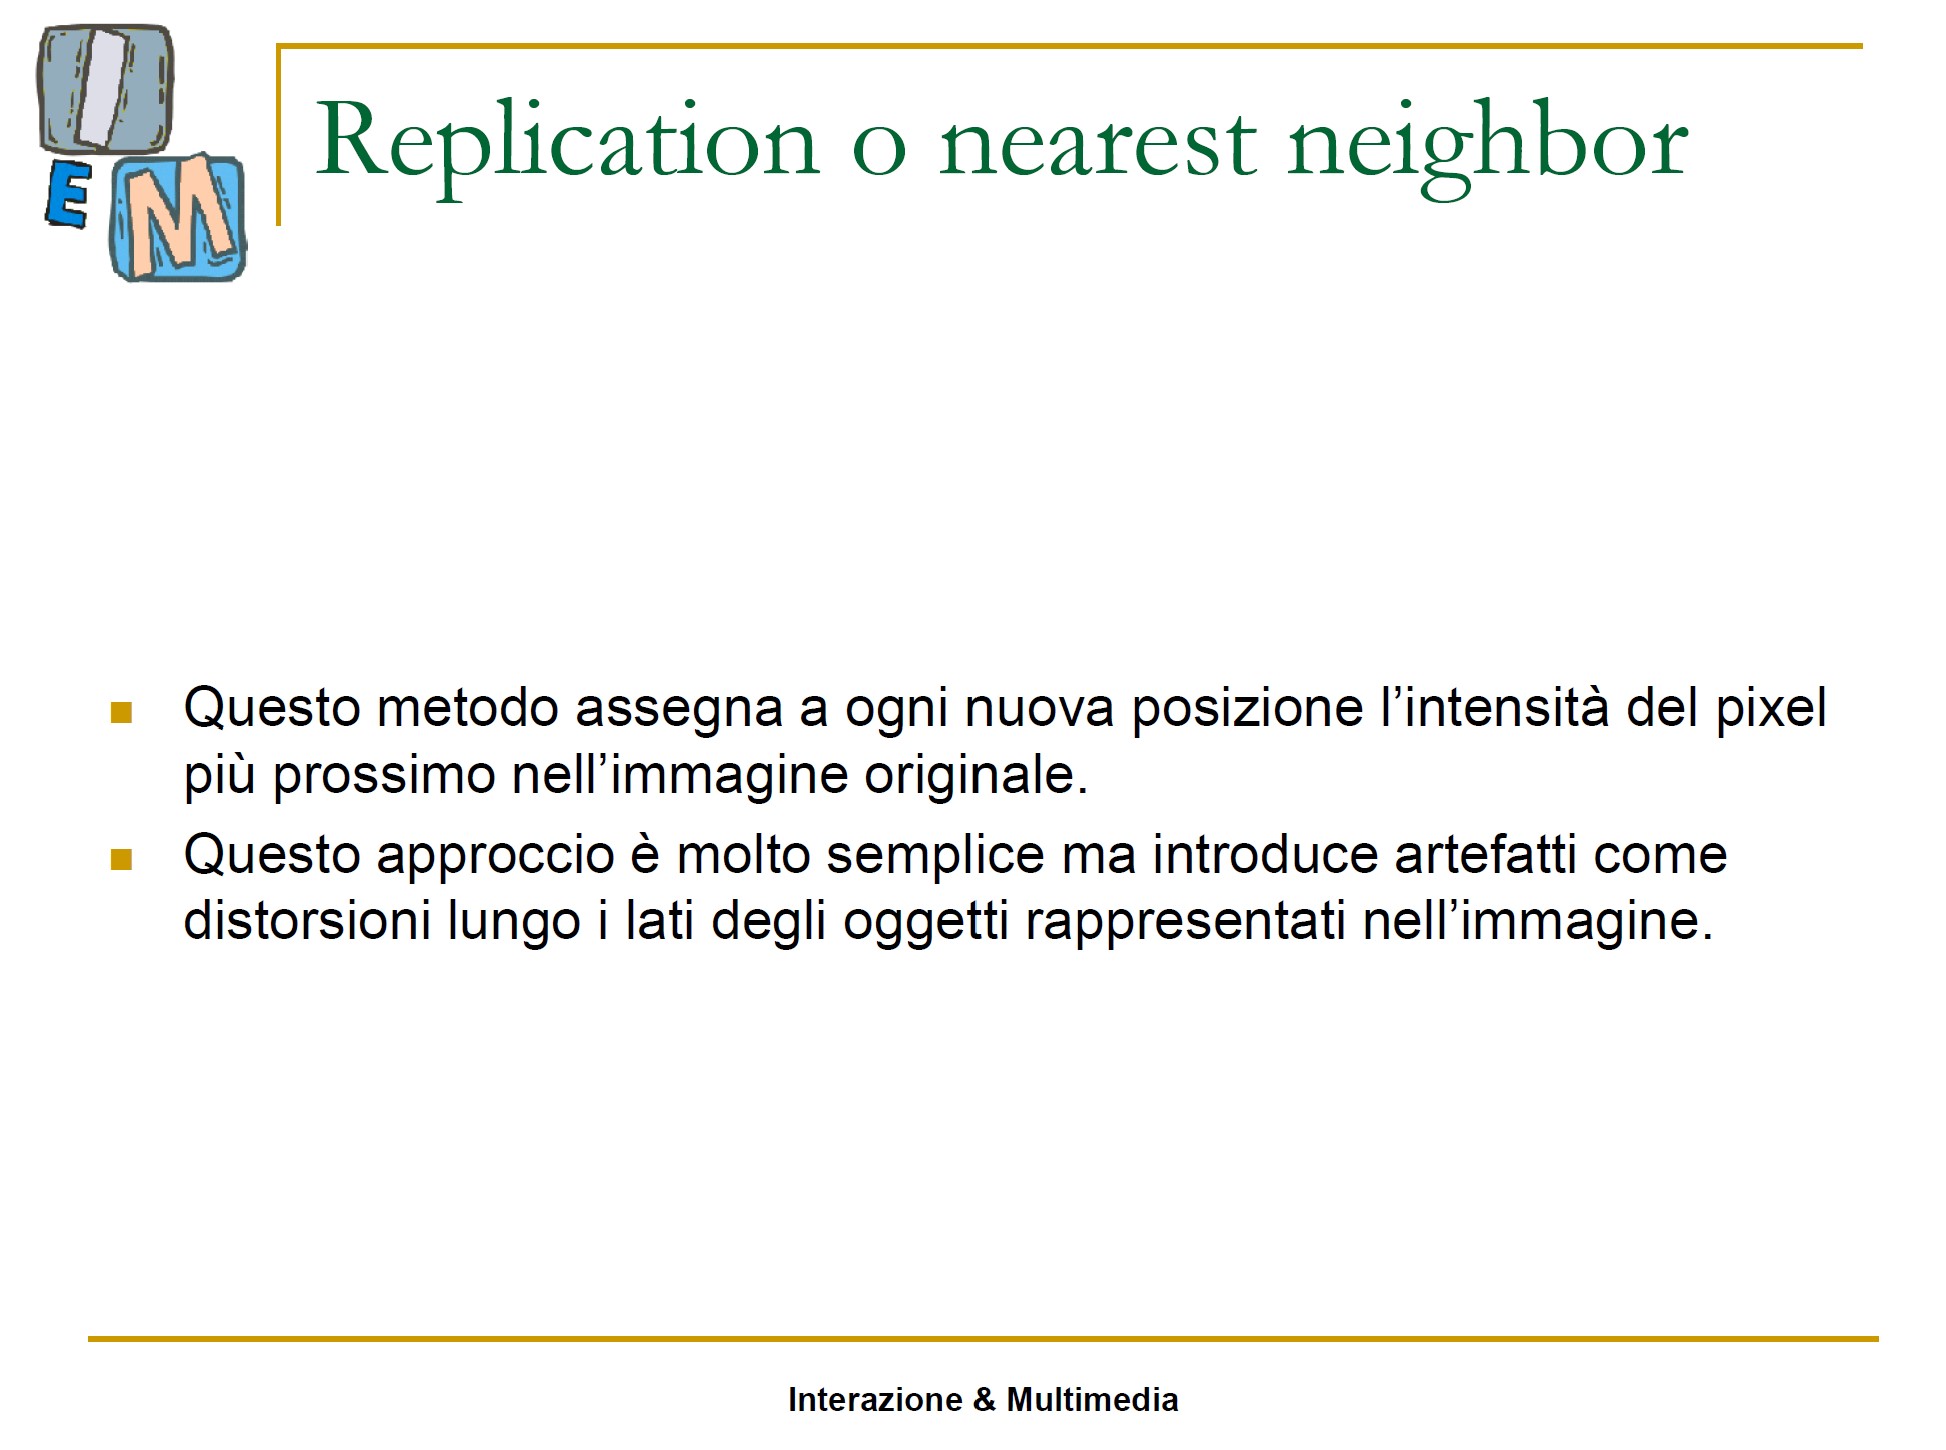 I
E
M
Replication o nearest neighbor
Questo metodo assegna a ogni nuova posizione l’intensità del pixel
più prossimo nell’immagine originale.
Questo approccio è molto semplice ma introduce artefatti come
distorsioni lungo i lati degli oggetti rappresentati nell’immagine.
Interazione & Multimedia